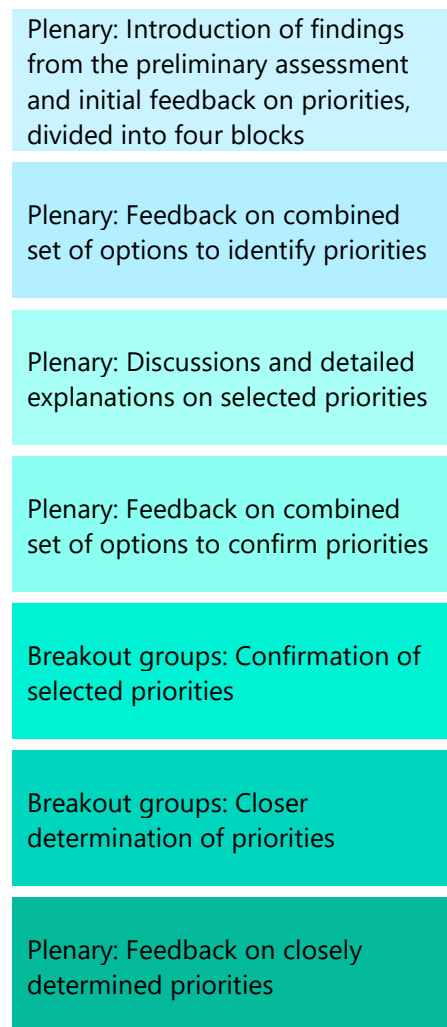 Plenary: Introduction of findings
from the preliminary assessment
and initial feedback on priorities,
divided into four blocks
Plenary: Feedback on combined
set of options to identify priorities
Plenary: Discussions and detailed
explanations on selected priorities
Plenary: Feedback on combined
set of options to confirm priorities
Breakout groups: Confirmation of
selected priorities
Breakout groups: Closer
determination of priorities
Plenary: Feedback on closely
determined priorities